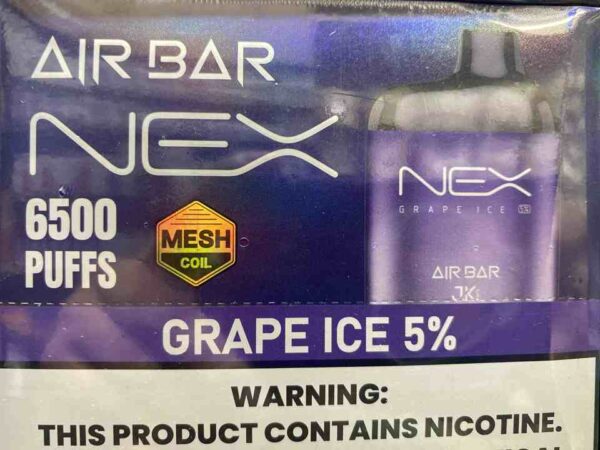 AIR BAR
NEX
6500
PUFFS
MESH
COIL
NEX
GRAPE ICE 5%
AIR BAR
GRAPE ICE 5%
WARNING:
THIS PRODUCT CONTAINS NICOTINE.